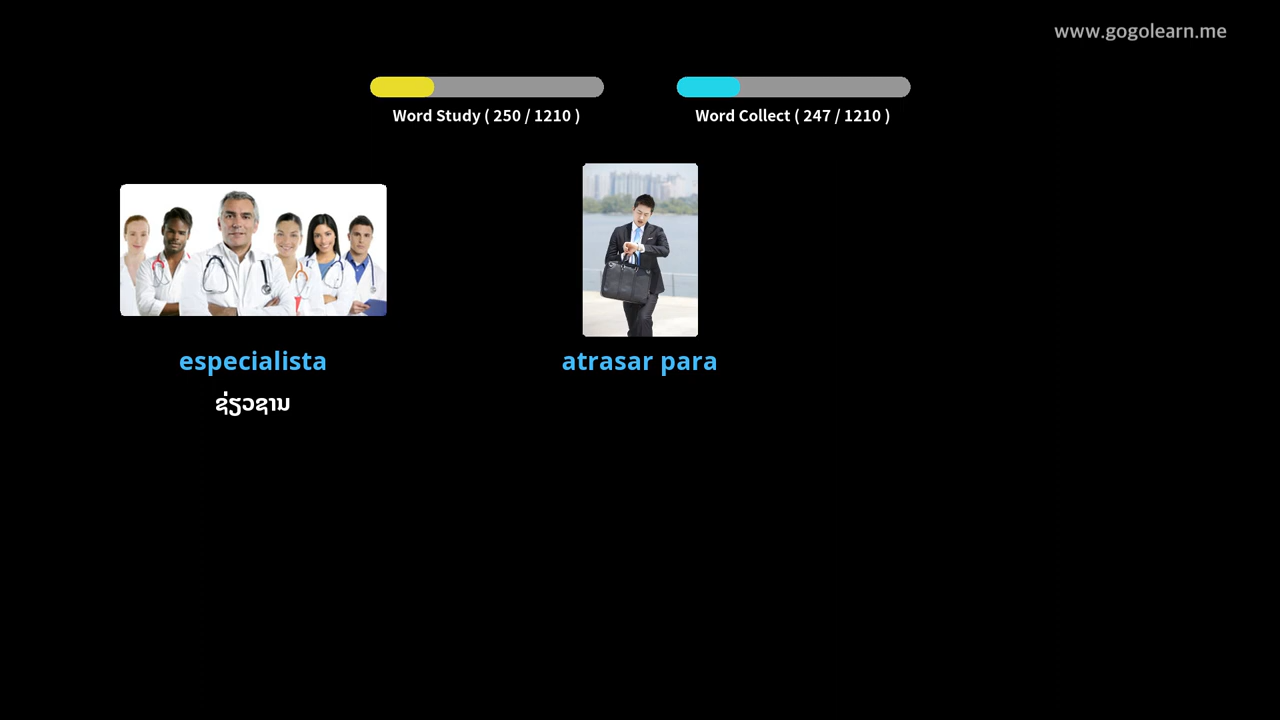 www.gogolearn.me
Word Study ( 250 / 1210 )
Word Collect ( 247 / 1210 )
especialista
ຊ່ຽວຊານ
atrasar para